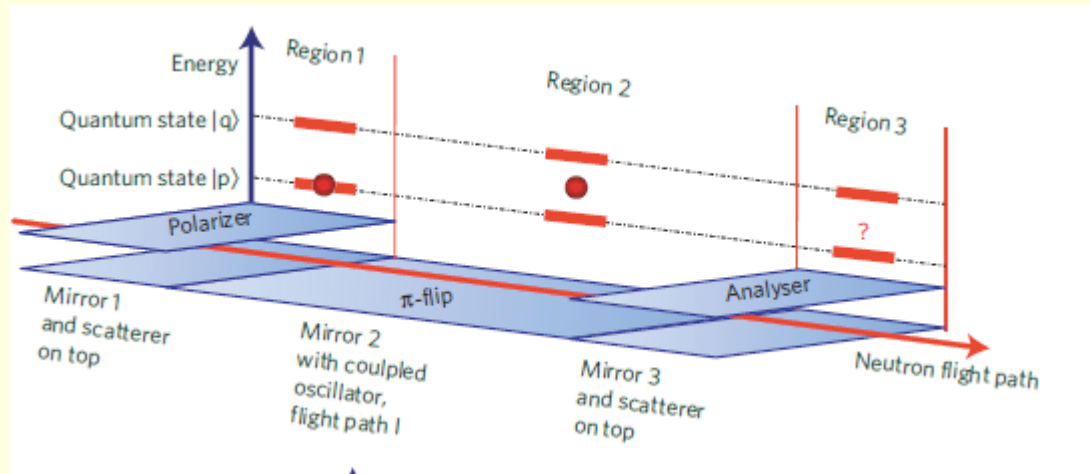 Energy
Region 1
Region 2
Region 3
Quantum state |q⟩
Quantum state |p⟩
?
Polarizer
π-flip
Analyser
Mirror 1
and scatterer
on top
Mirror 2
with coulpled
oscillator,
flight path l
Mirror 3
and scatterer
on top
Neutron flight path